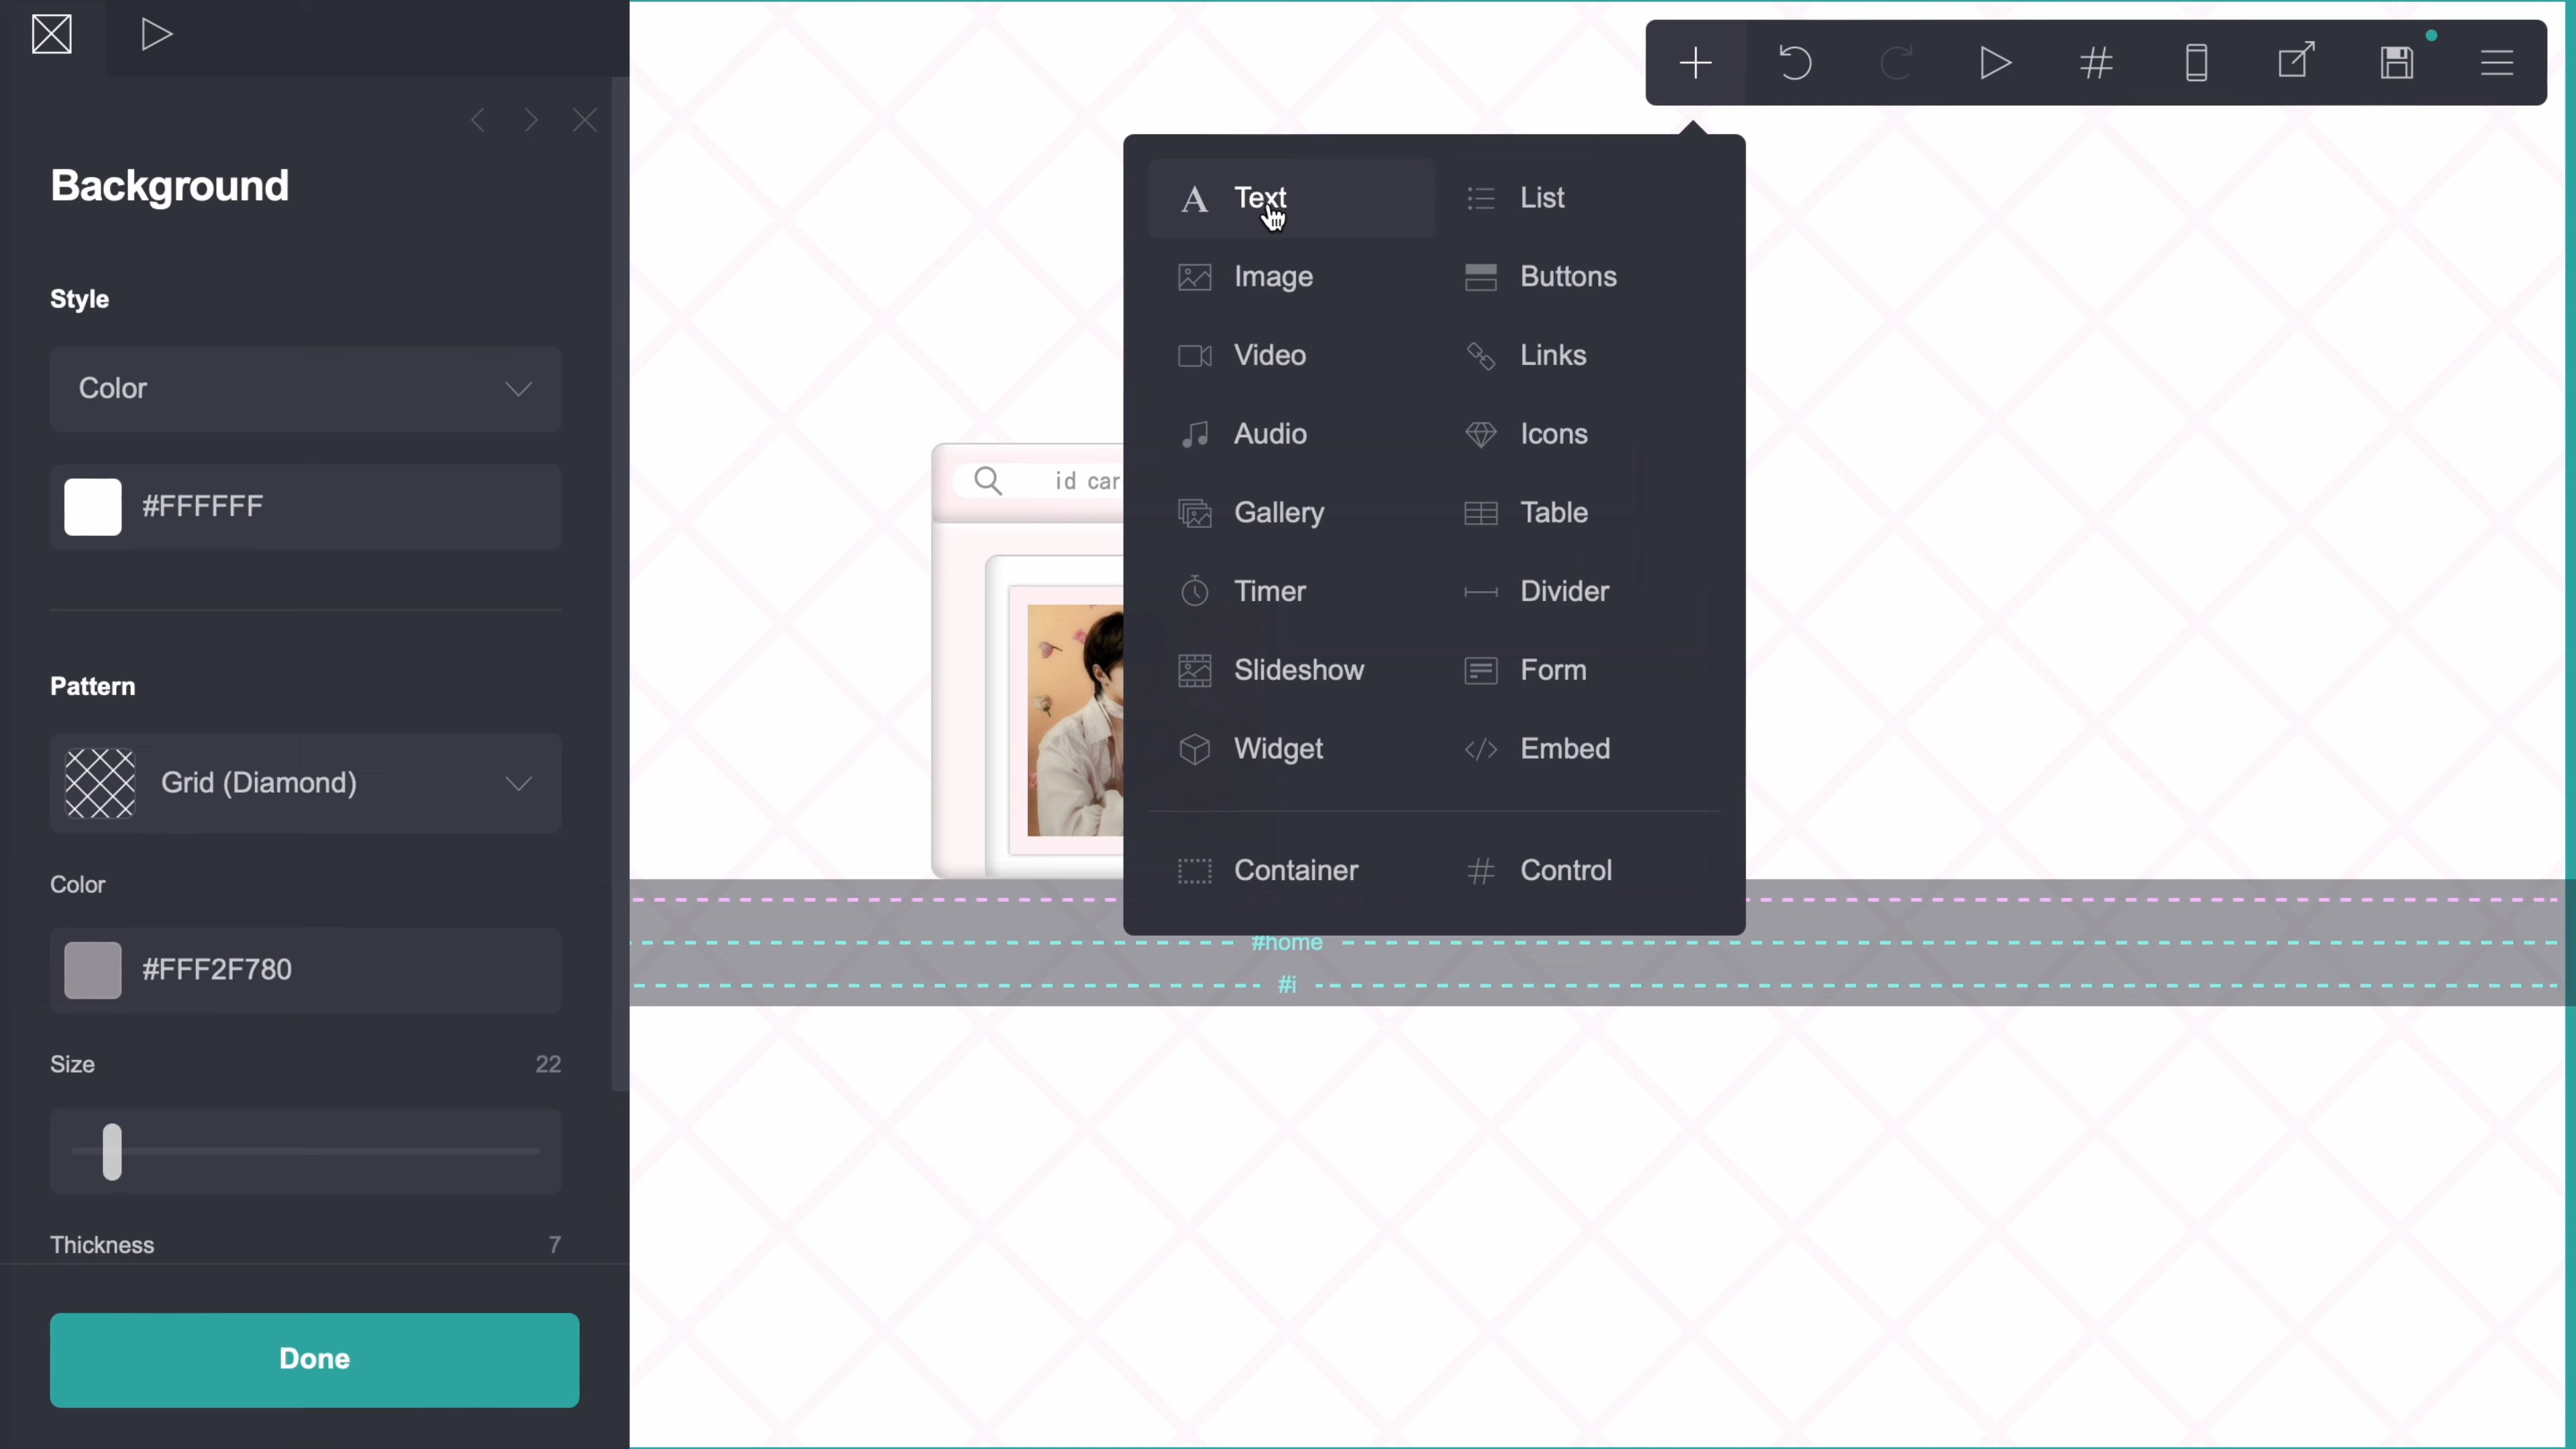 Background
Style
Color
#FFFFFF
Pattern
Grid (Diamond)
Color
#FFF2F780
Size 22
Thickness 7
Done
Text List
Image Buttons
Video Links
Audio Icons
Gallery Table
Timer Divider
Slideshow Form
Widget Embed
Container Control
id car
#home
#i